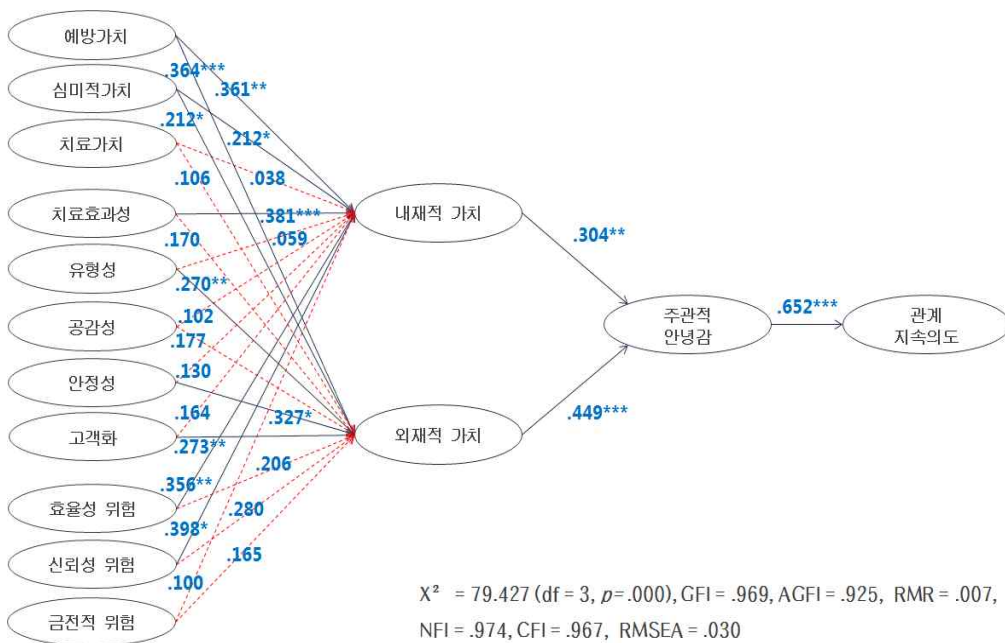 예방가치
.364***
.361**
심미적가치
.212*
.212*
치료가치
.106
.038
치료효과성
.381***
내재적 가치
.170
.059
.304**
유형성
.270**
공감성
.102
.177
주관적
안녕감
.652***
관계
지속의도
안정성
.130
고객화
.164
.327*
외재적 가치
.449***
.273**
.206
효율성 위험
.356**
.280
신뢰성 위험
.398*
.165
금전적 위험
.100
X² = 79.427 (df = 3, p=.000), GFI = .969, AGFI = .925, RMR = .007,
NFI = .974, CFI = .967, RMSEA = .030